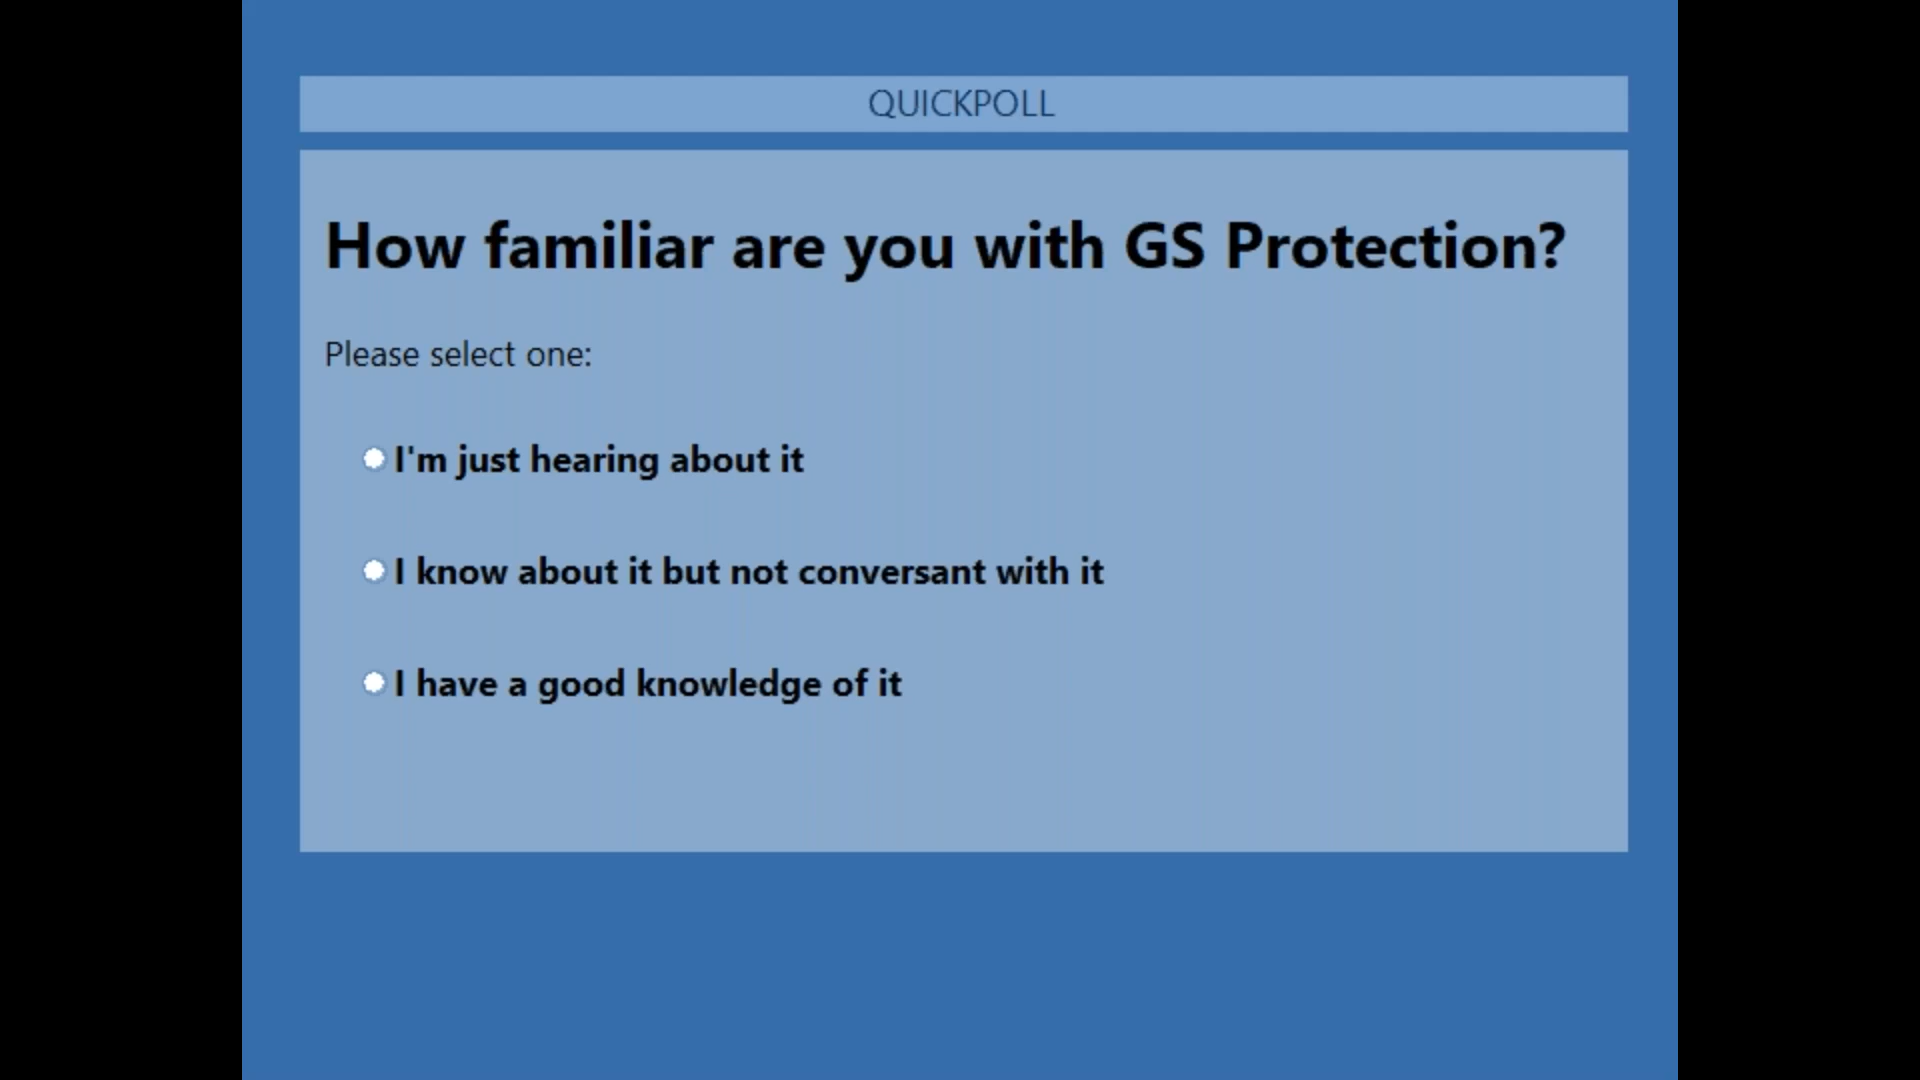 QUICKPOLL
How familiar are you with GS Protection?
Please select one:
I'm just hearing about it
I know about it but not conversant with it
I have a good knowledge of it